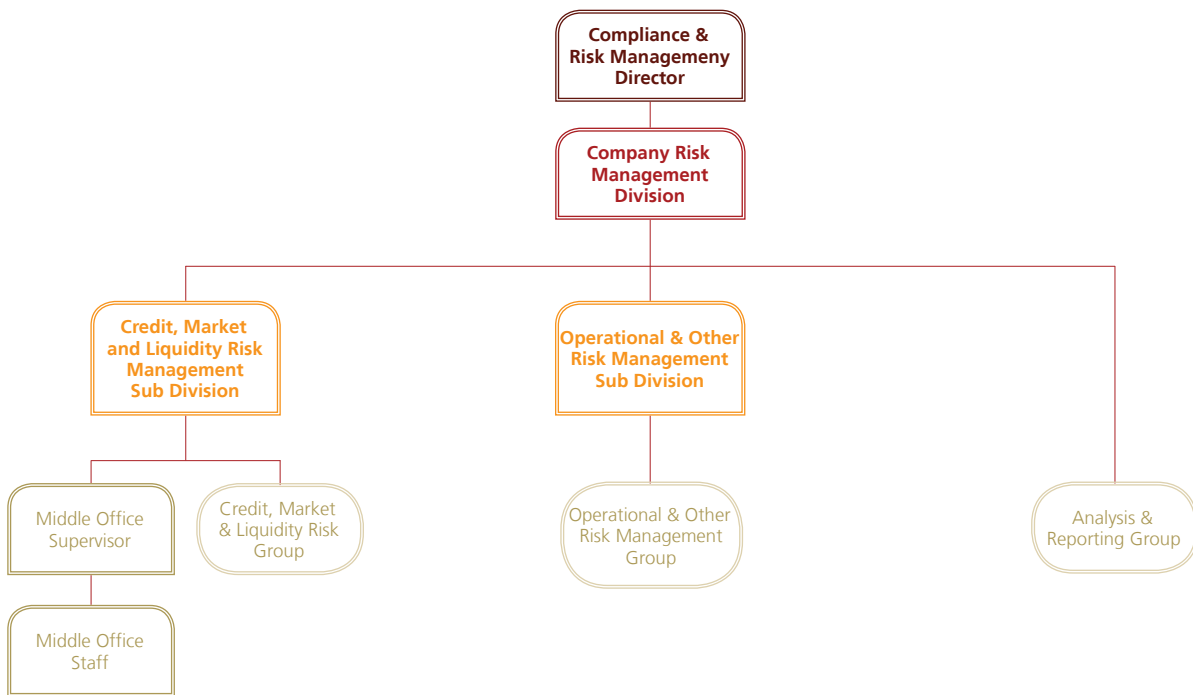 Compliance &
Risk Managemeny
Director
Company Risk
Management
Division
Credit, Market
and Liquidity Risk
Management
Sub Division
Operational & Other
Risk Management
Sub Division
Middle Office
Supervisor
Credit, Market
& Liquidity Risk
Group
Operational & Other
Risk Management
Group
Analysis &
Reporting Group
Middle Office
Staff